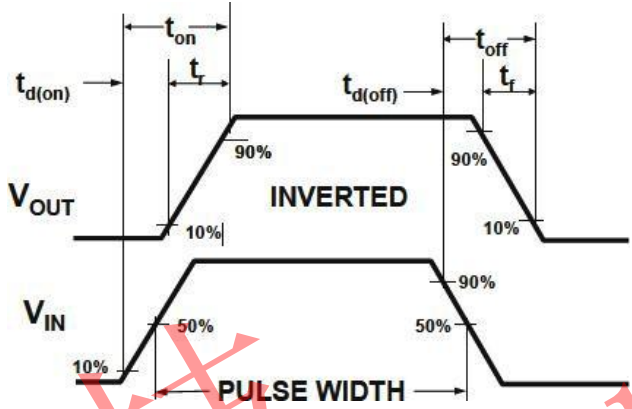 ton
toff
td(on)
tr
td(off)
tf
90%
90%
VOUT
INVERTED
10%
10%
VIN
90%
50%
50%
10%
PULSE WIDTH